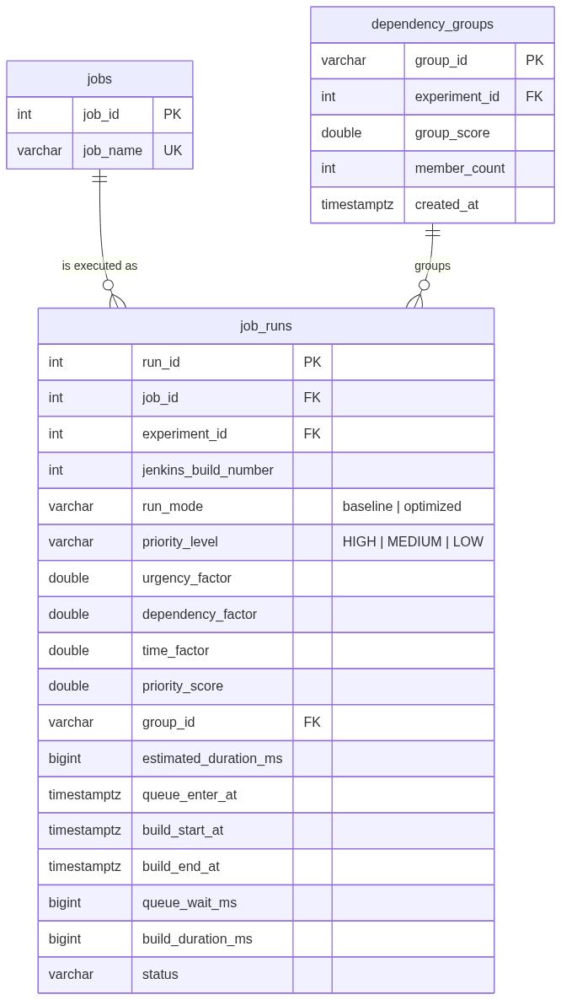 dependency_groups
varchar group_id PK
int experiment_id FK
double group_score
int member_count
timestamptz created_at
jobs
int job_id PK
varchar job_name UK
is executed as
groups
job_runs
int run_id PK
int job_id FK
int experiment_id FK
int jenkins_build_number
varchar run_mode baseline | optimized
varchar priority_level HIGH | MEDIUM | LOW
double urgency_factor
double dependency_factor
double time_factor
double priority_score
varchar group_id FK
bigint estimated_duration_ms
timestamptz queue_enter_at
timestamptz build_start_at
timestamptz build_end_at
bigint queue_wait_ms
bigint build_duration_ms
varchar status